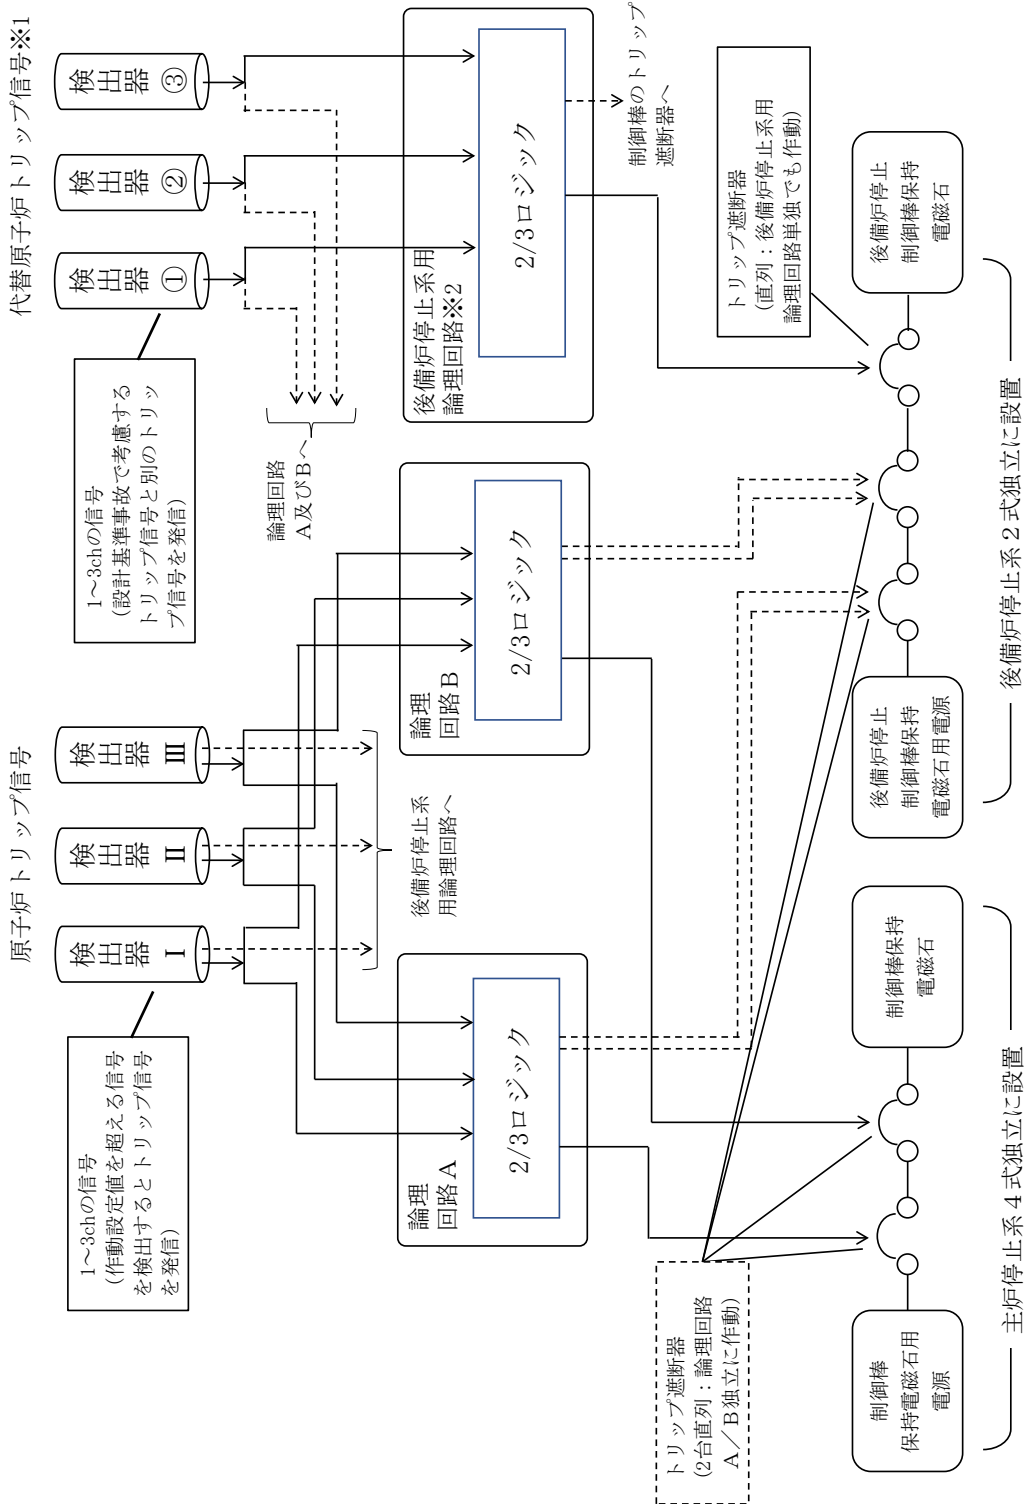 原子炉トリップ信号
代替原子炉トリップ信号※1
1～3chの信号
（作動設定値を超える信号
を検出するとトリップ信号
を発信）
検出器 Ⅰ
検出器 Ⅱ
検出器 Ⅲ
1～3chの信号
（設計基準事故で考慮する
トリップ信号と別のトリッ
プ信号を発信）
検出器 ①
検出器 ②
検出器 ③
後備炉停止系
用論理回路へ
論理回路
A及びBへ
論理
回路A
2/3ロジック
論理
回路B
2/3ロジック
後備炉停止系用
論理回路※2
2/3ロジック
制御棒のトリップ
遮断器へ
トリップ遮断器
(2台直列：論理回路
A／B独立に作動)
トリップ遮断器
(直列：後備炉停止系用
論理回路単独でも作動)
制御棒
保持電磁石用
電源
制御棒保持
電磁石
後備炉停止
制御棒保持
電磁石用電源
後備炉停止
制御棒保持
電磁石
主炉停止系4式独立に設置
後備炉停止系2式独立に設置